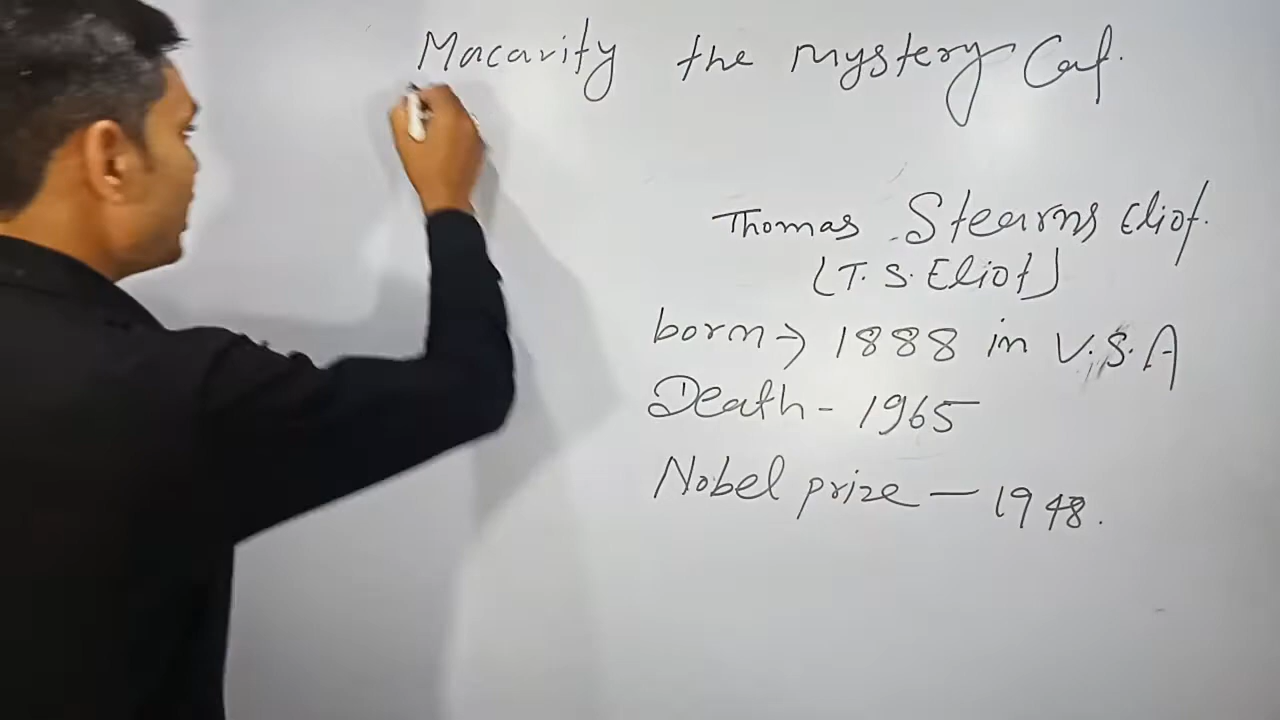 Macavity the mystery Cat.
Thomas Stearns Eliot.
(T. S. Eliot)
born → 1888 in U.S.A
Death - 1965
Nobel prize — 1948.